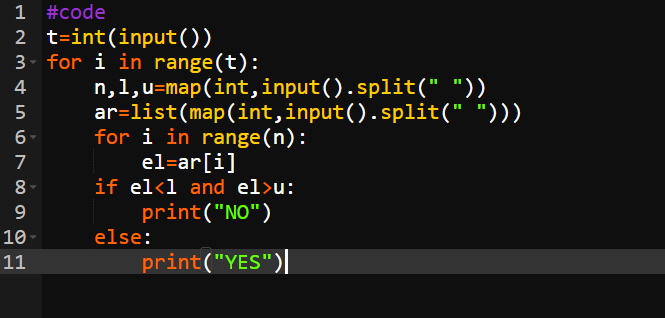 1 #code
2 t=int(input())
3 for i in range(t):
4     n,l,u=map(int,input().split(" "))
5     ar=list(map(int,input().split(" ")))
6     for i in range(n):
7         el=ar[i]
8     if el<l and el>u:
9         print("NO")
10     else:
11         print("YES")